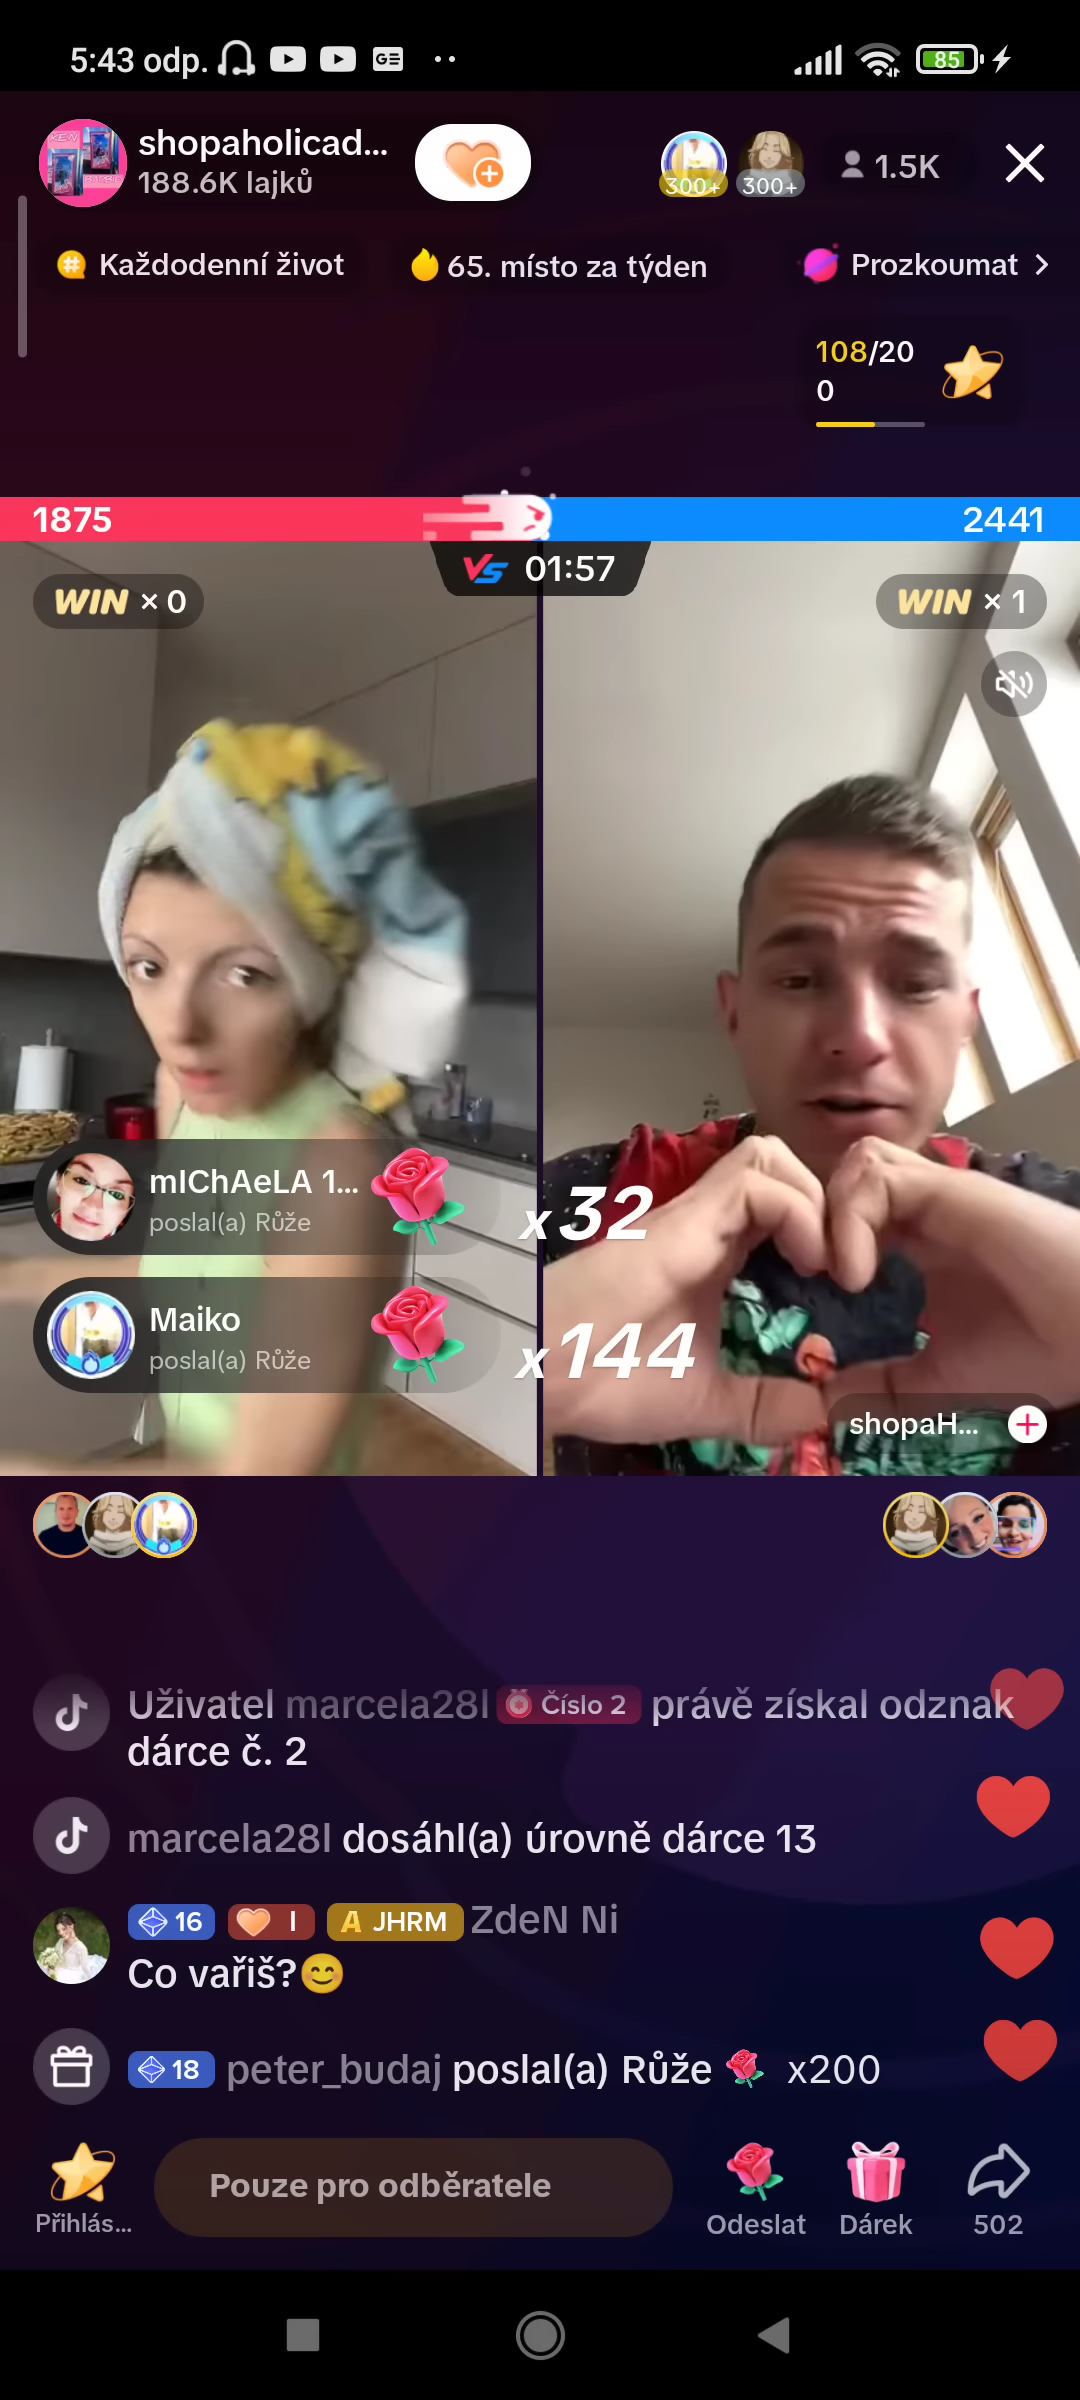 5:43 odp.
85
shopaholicad...
188.6K lajků
300+
300+
1.5K
Každodenní život
65. místo za týden
Prozkoumat
108/20
0
1875
2441
VS 01:57
WIN × 0
WIN × 1
mIChAeLA 1...
poslal(a) Růže
x32
Maiko
poslal(a) Růže
x144
shopaH...
Uživatel marcela28l Číslo 2 právě získal odznak
dárce č. 2
marcela28l dosáhl(a) úrovně dárce 13
16 I A JHRM ZdeN Ni
Co vařiš?😊
18 peter_budaj poslal(a) Růže x200
Přihlás...
Pouze pro odběratele
Odeslat
Dárek
502